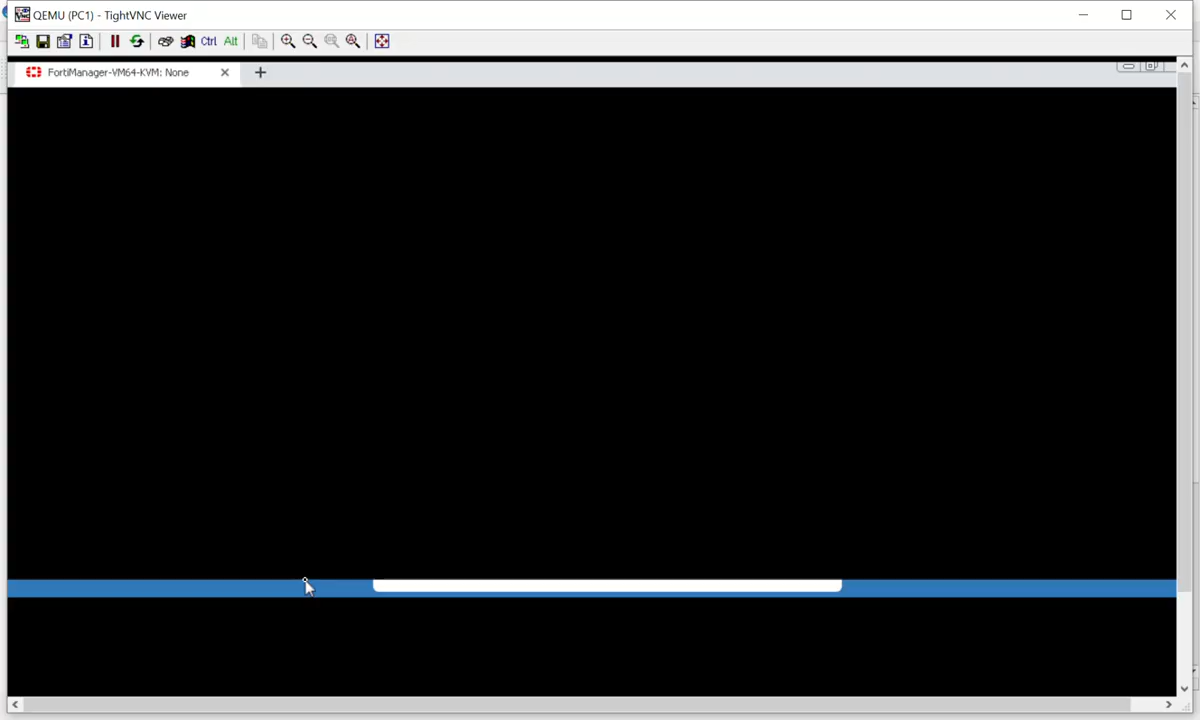 QEMU (PC1) - TightVNC Viewer
Ctrl Alt
FortiManager-VM64-KVM: None